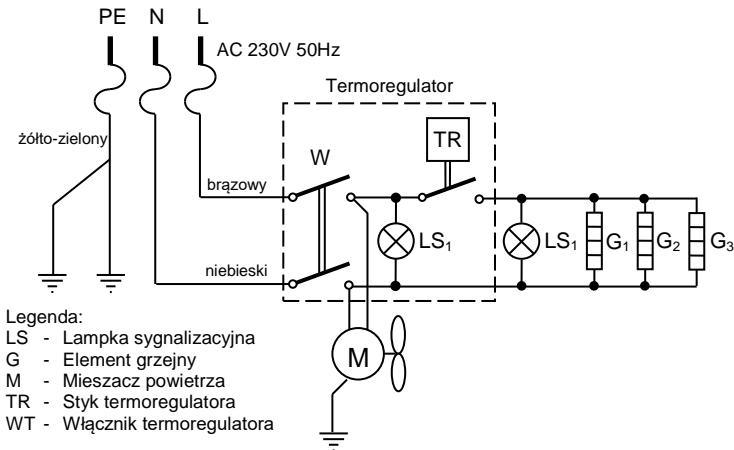 PE N L
AC 230V 50Hz
Termoregulator
żółto-zielony
TR
W
brązowy
LS₁ LS₁ G₁ G₂ G₃
niebieski
Legenda:
LS - Lampka sygnalizacyjna
G - Element grzejny
M - Mieszacz powietrza
TR - Styk termoregulatora
WT - Włącznik termoregulatora
M